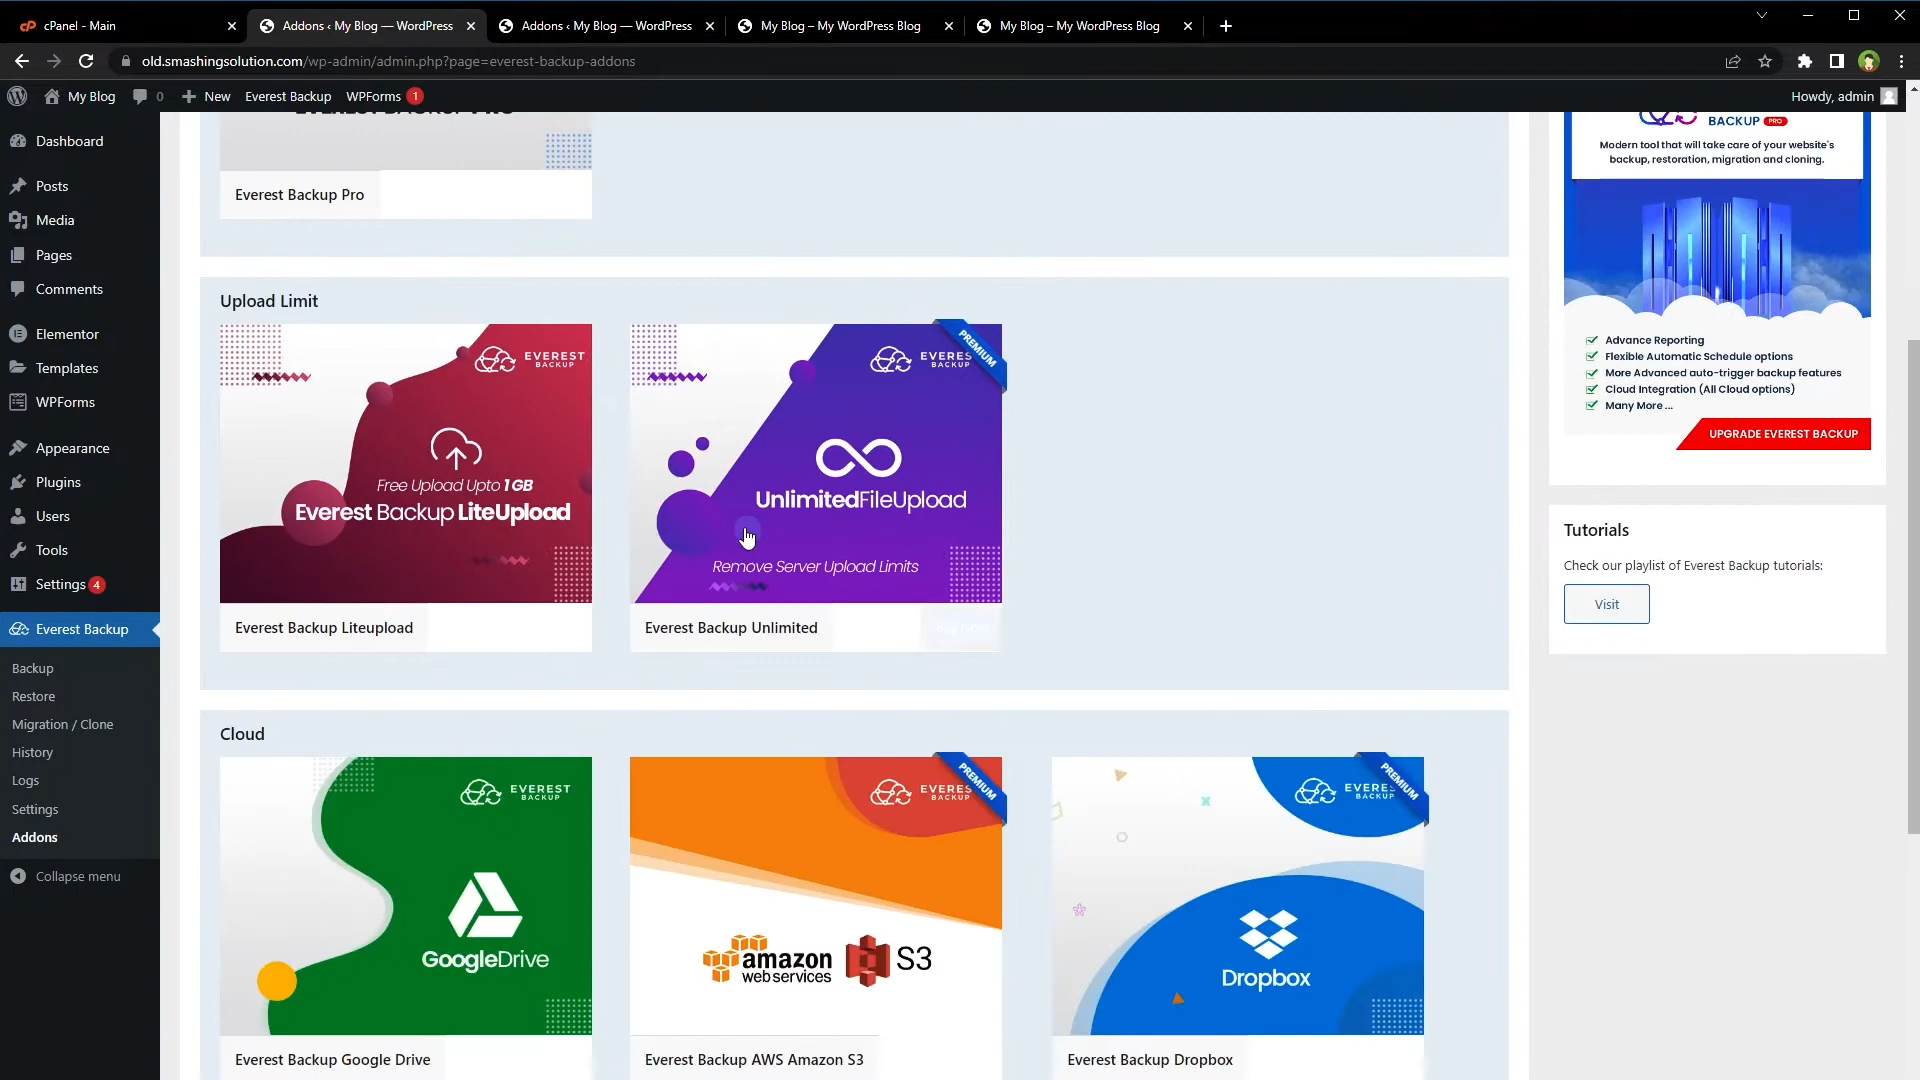 cPanel - Main
Addons ‹ My Blog — WordPress
Addons ‹ My Blog — WordPress
My Blog – My WordPress Blog
My Blog – My WordPress Blog
old.smashingsolution.com/wp-admin/admin.php?page=everest-backup-addons
My Blog
0
New
Everest Backup
WPForms 1
Howdy, admin
Dashboard
Posts
Media
Pages
Comments
Elementor
Templates
WPForms
Appearance
Plugins
Users
Tools
Settings 4
Everest Backup
Backup
Restore
Migration / Clone
History
Logs
Settings
Addons
Collapse menu
Everest Backup Pro
Upload Limit
EVEREST
BACKUP
Free Upload Upto 1 GB
Everest Backup LiteUpload
Everest Backup Liteupload
BACKUP
PREMIUM
UnlimitedFileUpload
Remove Server Upload Limits
Everest Backup Unlimited
Cloud
EVEREST
BACKUP
GoogleDrive
Everest Backup Google Drive
BACKUP
PREMIUM
amazon
web services
S3
Everest Backup AWS Amazon S3
BACKUP
PREMIUM
Dropbox
Everest Backup Dropbox
BACKUP PRO
Modern tool that will take care of your website's
backup, restoration, migration and cloning.
Advance Reporting
Flexible Automatic Schedule options
More Advanced auto-trigger backup features
Cloud Integration (All Cloud options)
Many More ...
UPGRADE EVEREST BACKUP
Tutorials
Check our playlist of Everest Backup tutorials:
Visit